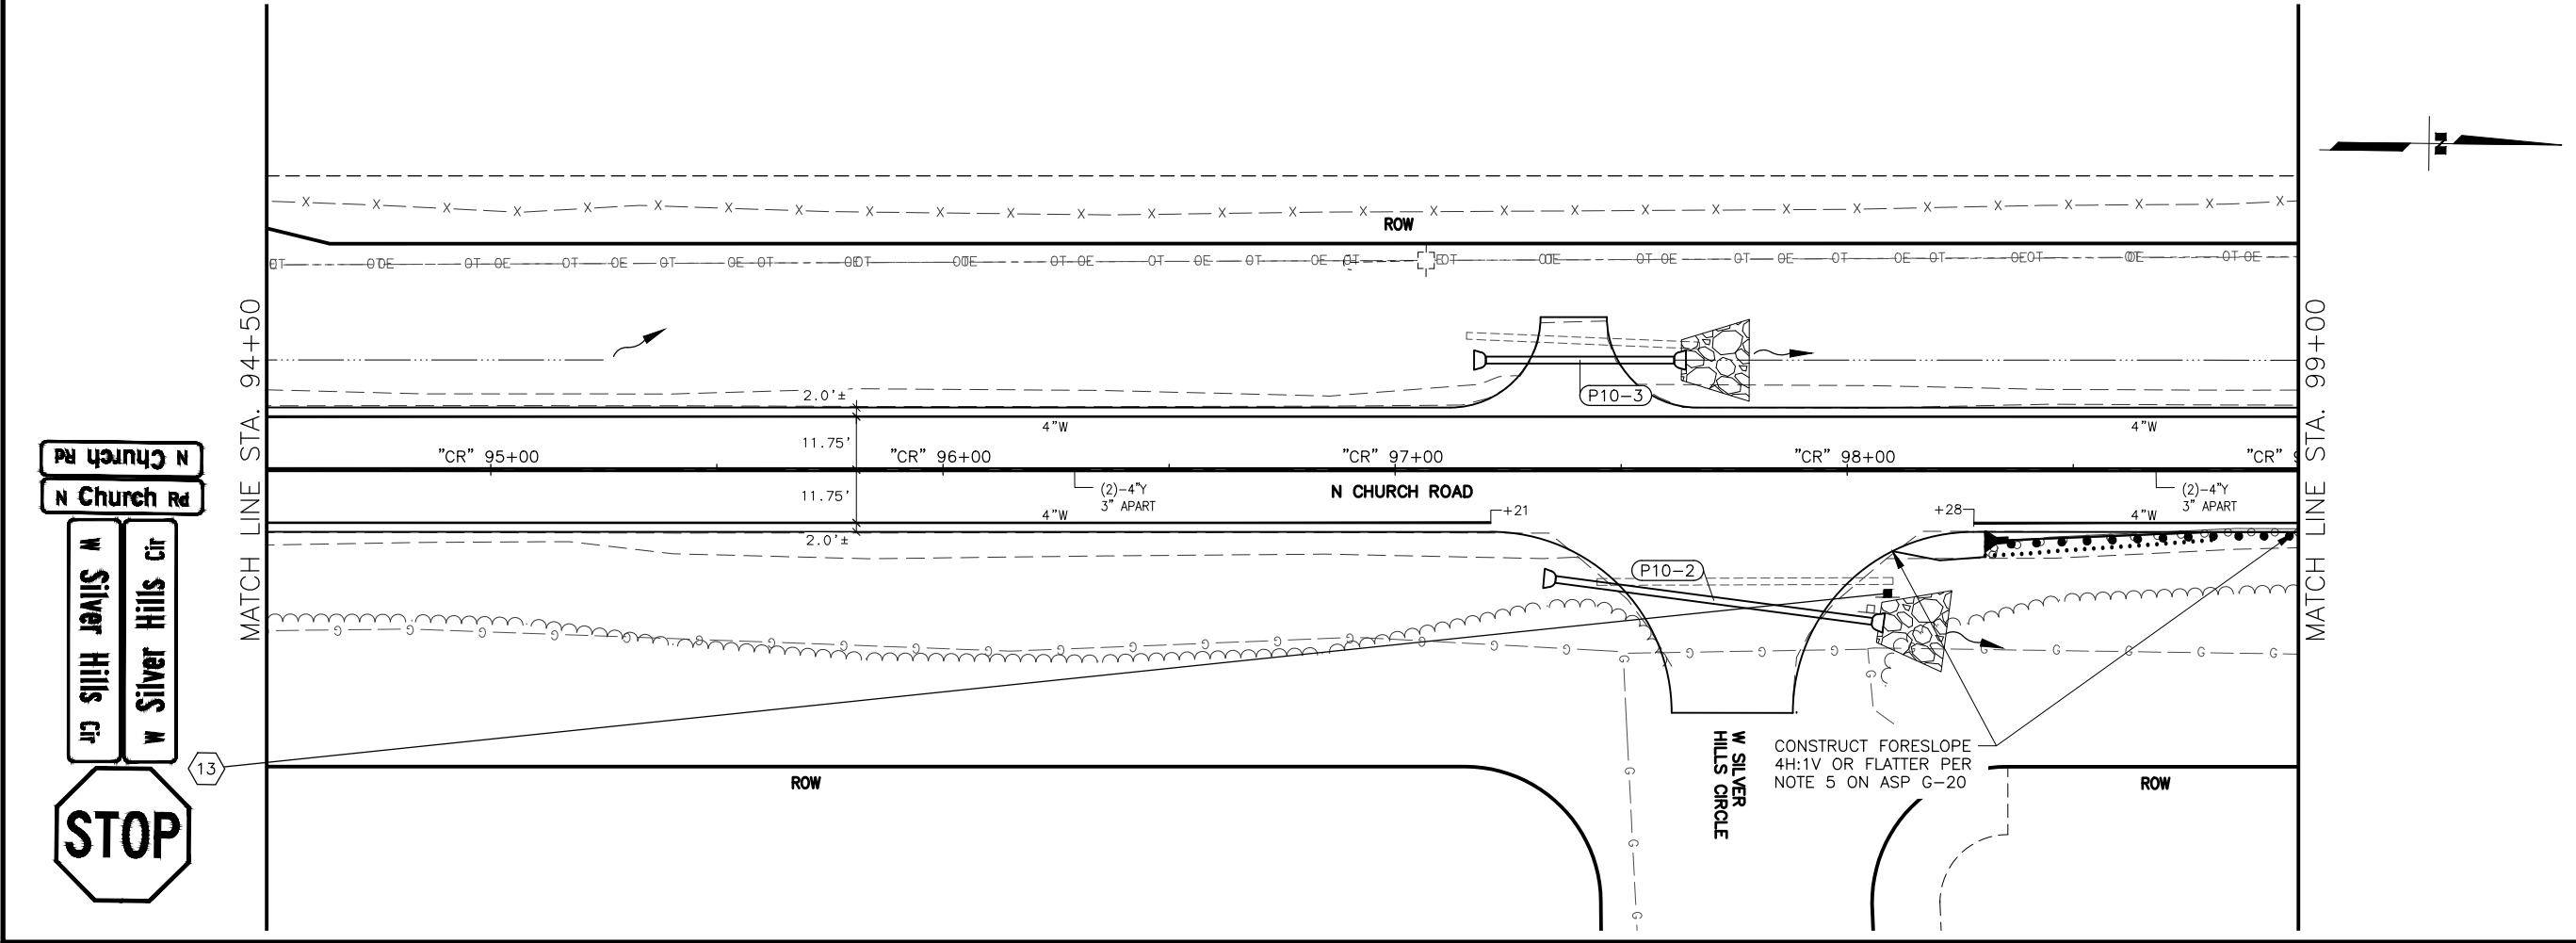 ROW
MATCH LINE STA. 94+50
MATCH LINE STA. 99+00
N
2.0'±
P10-3
4"W
4"W
11.75'
"CR" 95+00
"CR" 96+00
"CR" 97+00
"CR" 98+00
"CR" 9
11.75'
(2)-4"Y
3" APART
N CHURCH ROAD
(2)-4"Y
3" APART
4"W
+21
+28
4"W
2.0'±
P10-2
N Church Rd
N Church Rd
W Silver Hills Cir
W Silver Hills Cir
STOP
13
ROW
W SILVER
HILLS CIRCLE
CONSTRUCT FORESLOPE
4H:1V OR FLATTER PER
NOTE 5 ON ASP G-20
ROW